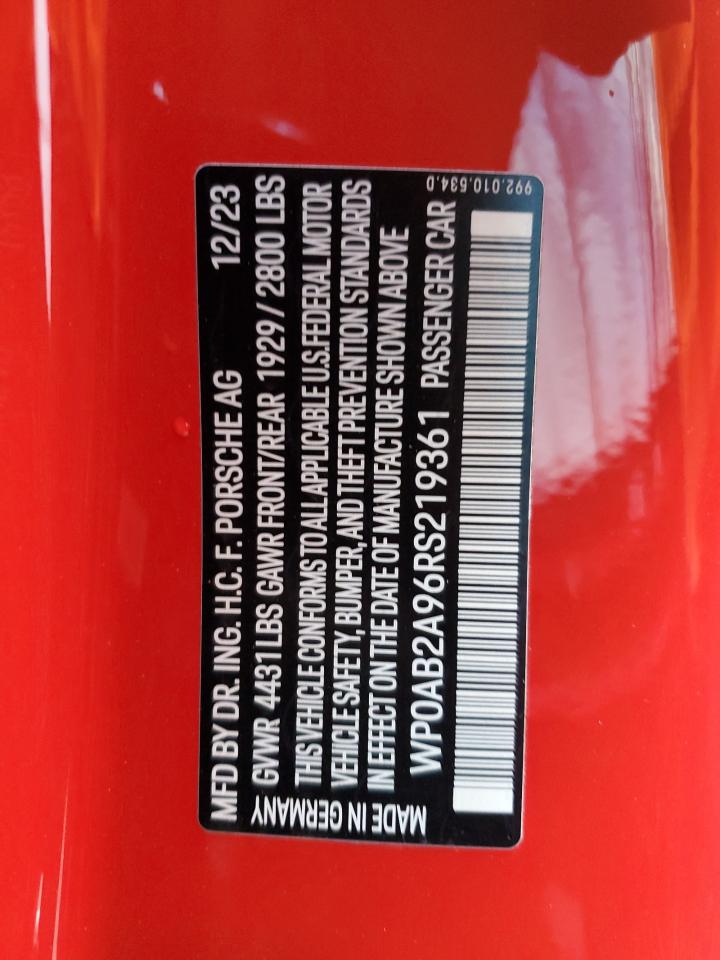 MFD BY DR. ING. H.C. F. PORSCHE AG 12/23
GVWR 4431 LBS GAWR FRONT/REAR 1929 / 2800 LBS
THIS VEHICLE CONFORMS TO ALL APPLICABLE U.S. FEDERAL MOTOR
VEHICLE SAFETY, BUMPER, AND THEFT PREVENTION STANDARDS
IN EFFECT ON THE DATE OF MANUFACTURE SHOWN ABOVE
WP0AB2A96RS219361 PASSENGER CAR
MADE IN GERMANY
992.010.534.D